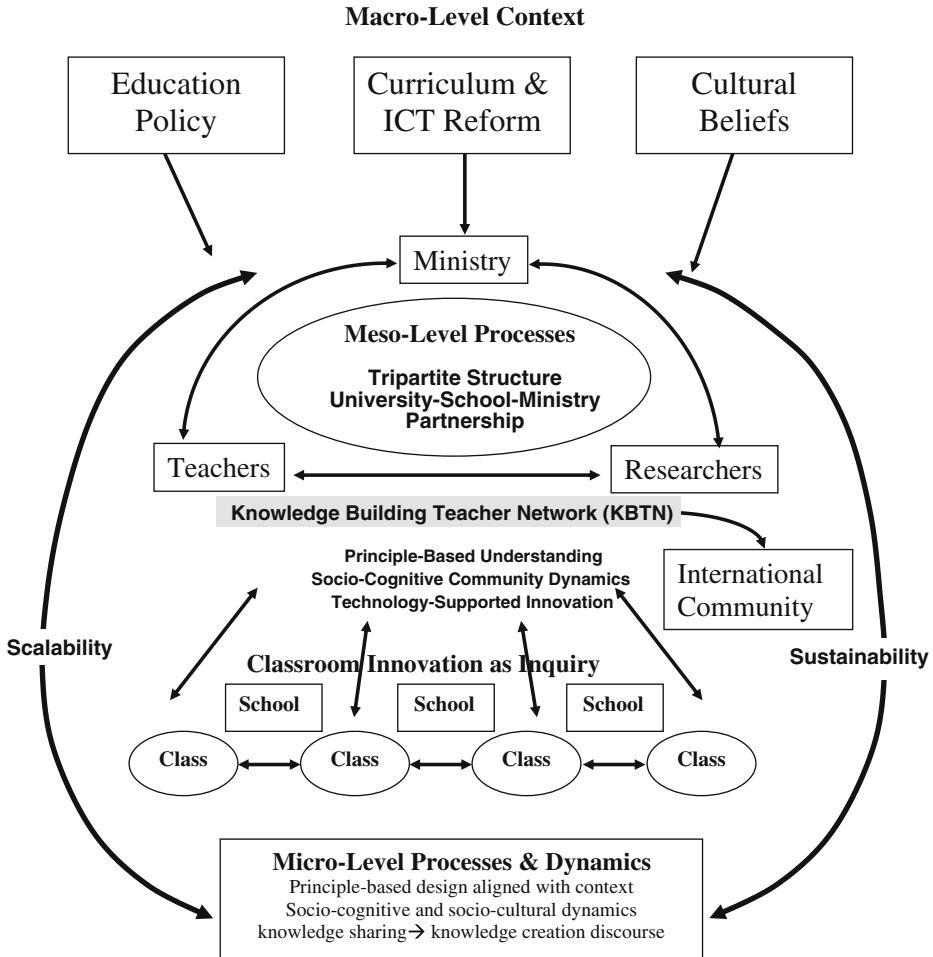 Macro-Level Context
Education
Policy
Curriculum &
ICT Reform
Cultural
Beliefs
Ministry
Meso-Level Processes
Tripartite Structure
University-School-Ministry
Partnership
Teachers
Researchers
Knowledge Building Teacher Network (KBTN)
Principle-Based Understanding
Socio-Cognitive Community Dynamics
Technology-Supported Innovation
International
Community
Scalability
Sustainability
Classroom Innovation as Inquiry
School
School
School
Class
Class
Class
Class
Micro-Level Processes & Dynamics
Principle-based design aligned with context
Socio-cognitive and socio-cultural dynamics
knowledge sharing→ knowledge creation discourse